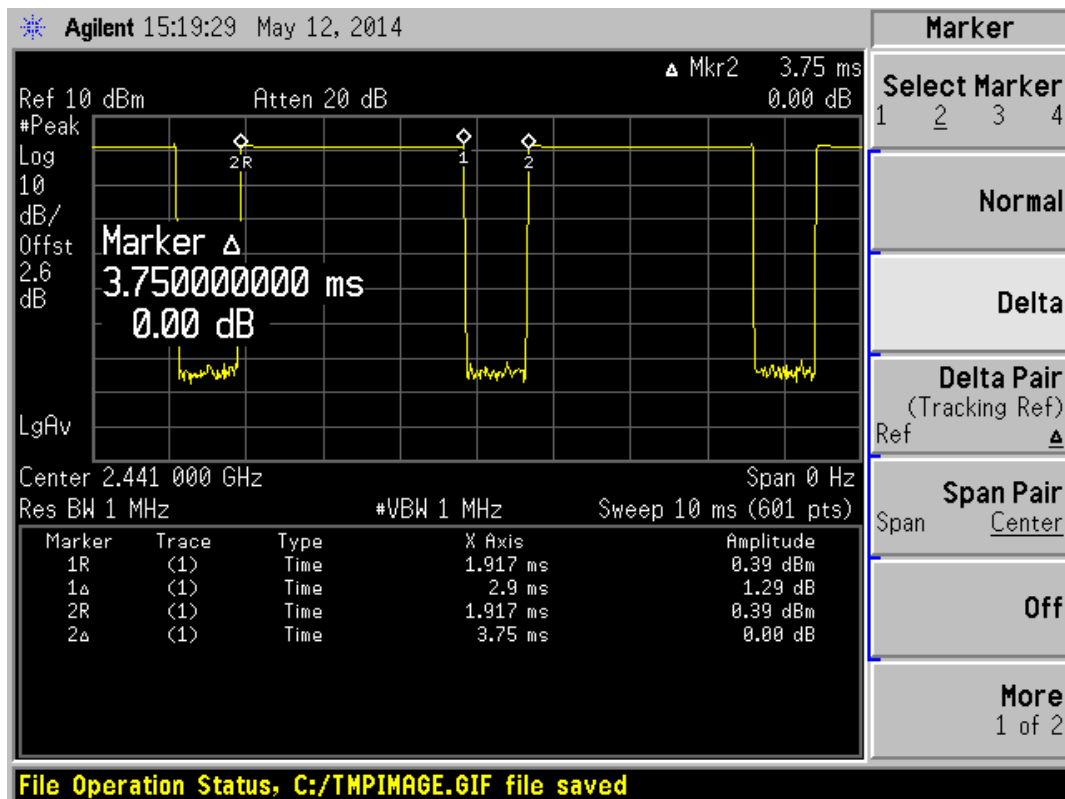 Agilent 15:19:29 May 12, 2014
Δ Mkr2 3.75 ms
Ref 10 dBm Atten 20 dB 0.00 dB
#Peak
Log
10
dB/
Offst
2.6
dB
LgAv
2R
1
2
Marker Δ
3.750000000 ms
0.00 dB
Center 2.441 000 GHz Span 0 Hz
Res BW 1 MHz #VBW 1 MHz Sweep 10 ms (601 pts)
Marker Trace Type X Axis Amplitude
1R (1) Time 1.917 ms 0.39 dBm
1Δ (1) Time 2.9 ms 1.29 dB
2R (1) Time 1.917 ms 0.39 dBm
2Δ (1) Time 3.75 ms 0.00 dB
File Operation Status, C:/TMPIMAGE.GIF file saved
Marker
Select Marker
1 2 3 4
Normal
Delta
Delta Pair
(Tracking Ref)
Ref Δ
Span Pair
Span Center
Off
More
1 of 2